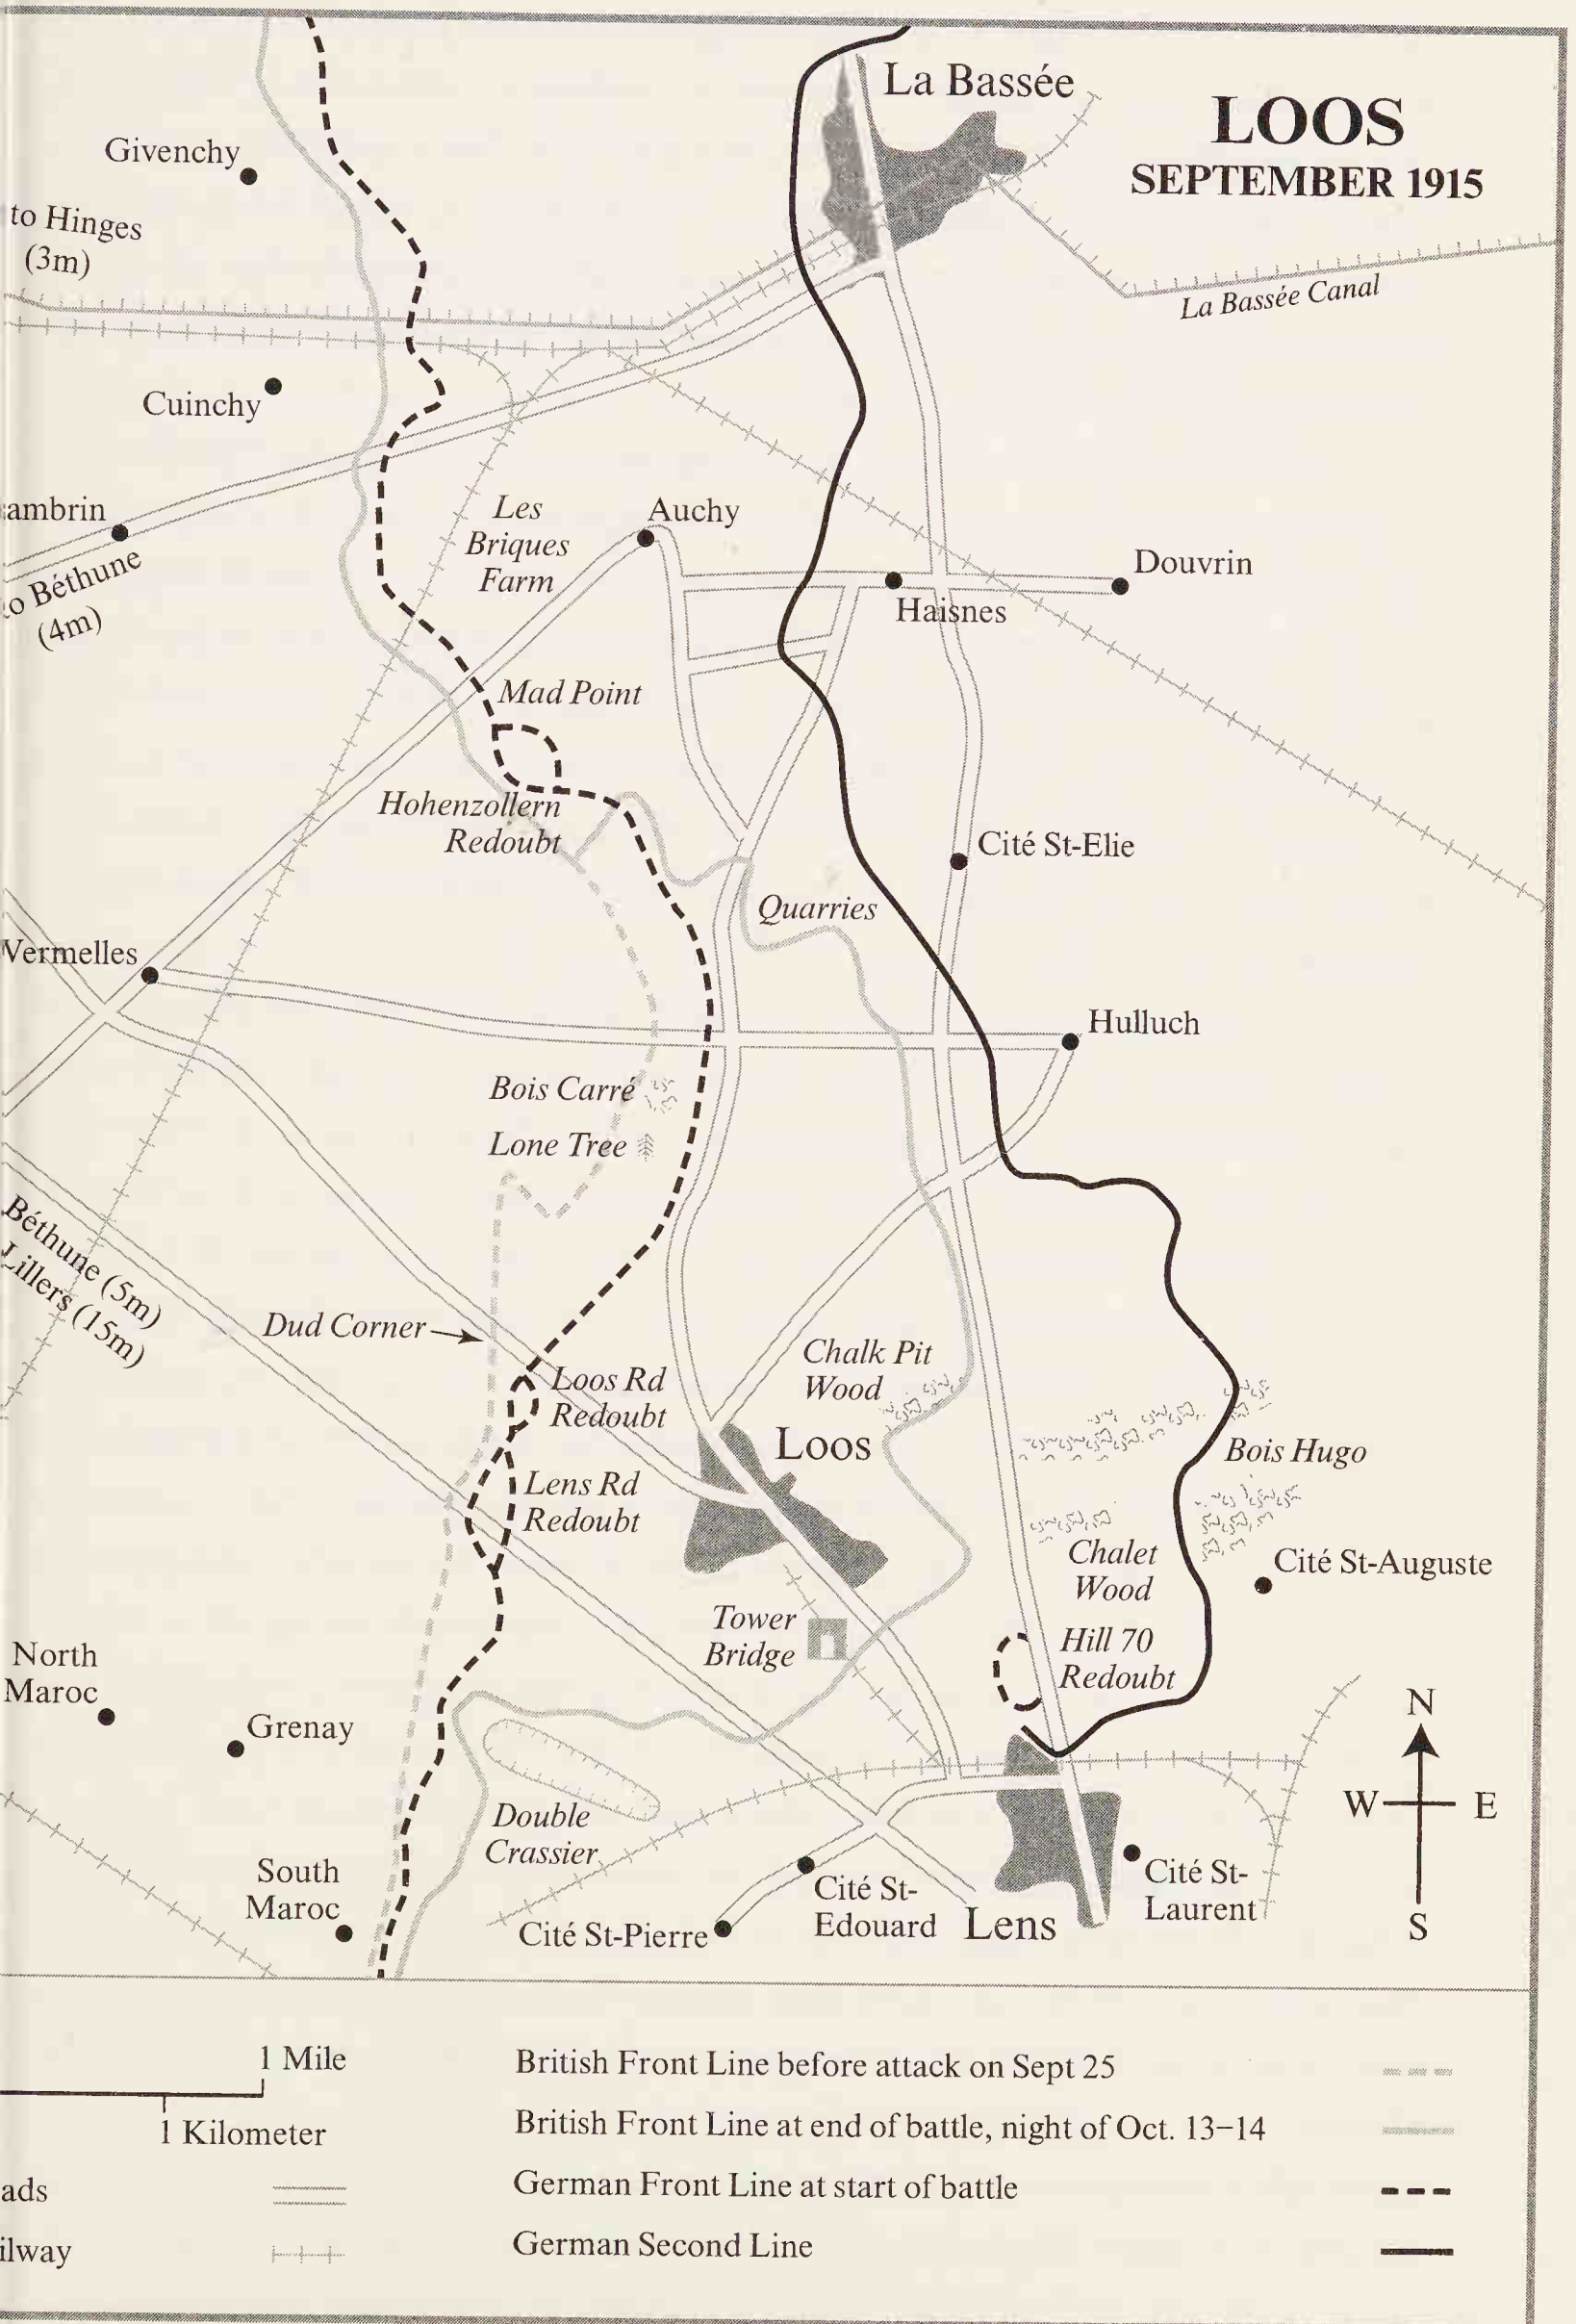 LOOS
SEPTEMBER 1915
La Bassée
Givenchy
to Hinges
(3m)
La Bassée Canal
Cuinchy
ambrin
to Béthune
(4m)
Les
Briques
Farm
Auchy
Douvrin
Haisnes
Mad Point
Hohenzollern
Redoubt
Cité St-Elie
Quarries
Vermelles
Hulluch
Bois Carré
Lone Tree
Béthune (5m)
Lillers (15m)
Dud Corner
Loos Rd
Redoubt
Chalk Pit
Wood
Loos
Bois Hugo
Lens Rd
Redoubt
Chalet
Wood
Cité St-Auguste
Tower
Bridge
Hill 70
Redoubt
North
Maroc
Grenay
N
W
E
S
Double
Crassier
South
Maroc
Cité St-Pierre
Cité St-
Edouard
Lens
Cité St-
Laurent
1 Mile
1 Kilometer
ads
ilway
British Front Line before attack on Sept 25
British Front Line at end of battle, night of Oct. 13–14
German Front Line at start of battle
German Second Line